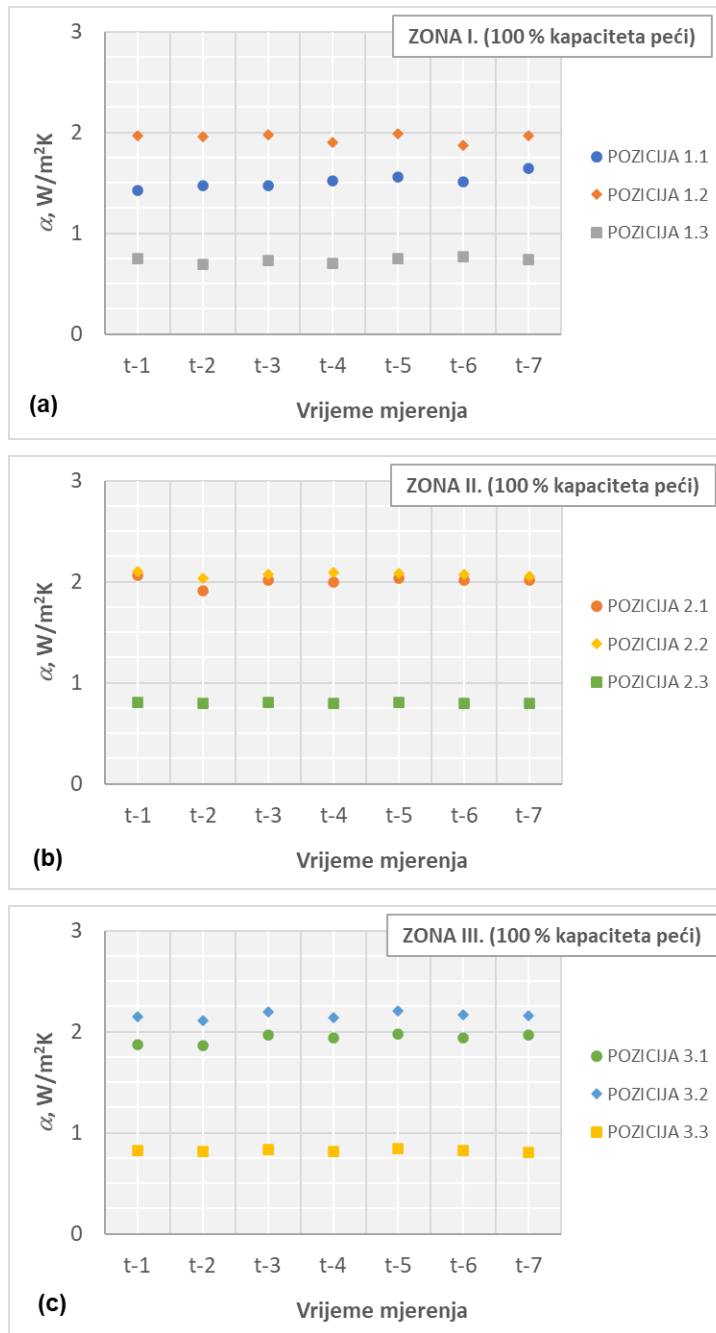 3
ZONA I. (100 % kapaciteta peći)
2
1
0
α, W/m²K
POZICIJA 1.1
POZICIJA 1.2
POZICIJA 1.3
t-1 t-2 t-3 t-4 t-5 t-6 t-7
(a)
Vrijeme mjerenja
3
ZONA II. (100 % kapaciteta peći)
2
1
0
α, W/m²K
POZICIJA 2.1
POZICIJA 2.2
POZICIJA 2.3
t-1 t-2 t-3 t-4 t-5 t-6 t-7
(b)
Vrijeme mjerenja
3
ZONA III. (100 % kapaciteta peći)
2
1
0
α, W/m²K
POZICIJA 3.1
POZICIJA 3.2
POZICIJA 3.3
t-1 t-2 t-3 t-4 t-5 t-6 t-7
(c)
Vrijeme mjerenja